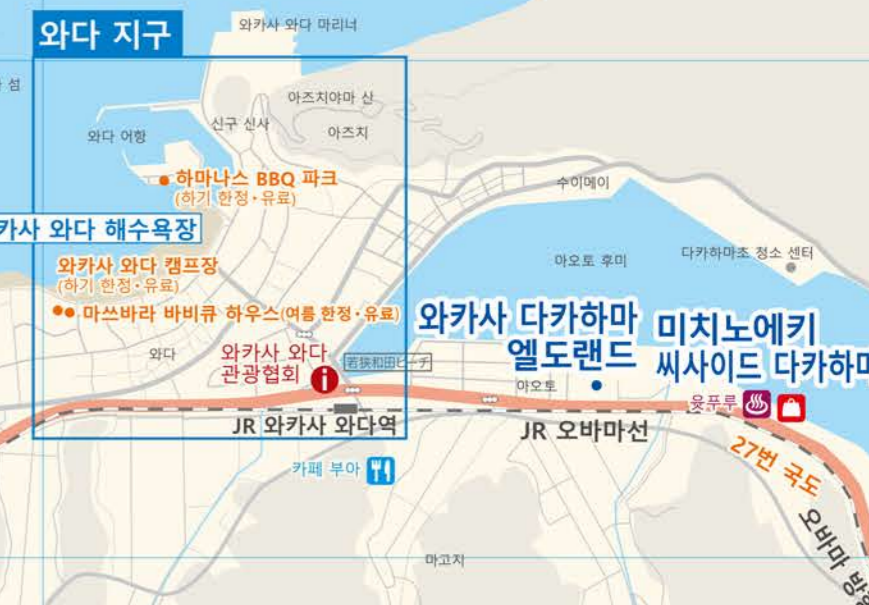 와카사 와다 마리너
와다 지구
섬
아즈치야마 산
신구 신사
아즈치
와다 어항
하마나스 BBQ 파크
(하기 한정·유료)
수이메이
카사 와다 해수욕장
아오토 후미
다카하마초 청소 센터
와카사 와다 캠프장
(하기 한정·유료)
마쓰바라 바비큐 하우스(여름 한정·유료)
와카사 다카하마
엘도랜드
미치노에키
씨사이드 다카하마
와다
와카사 와다
관광협회
若狭和田ビーチ
아오토
윳푸루
JR 와카사 와다역
JR 오바마선
27번 국도
카페 부아
오바마 방
마고지